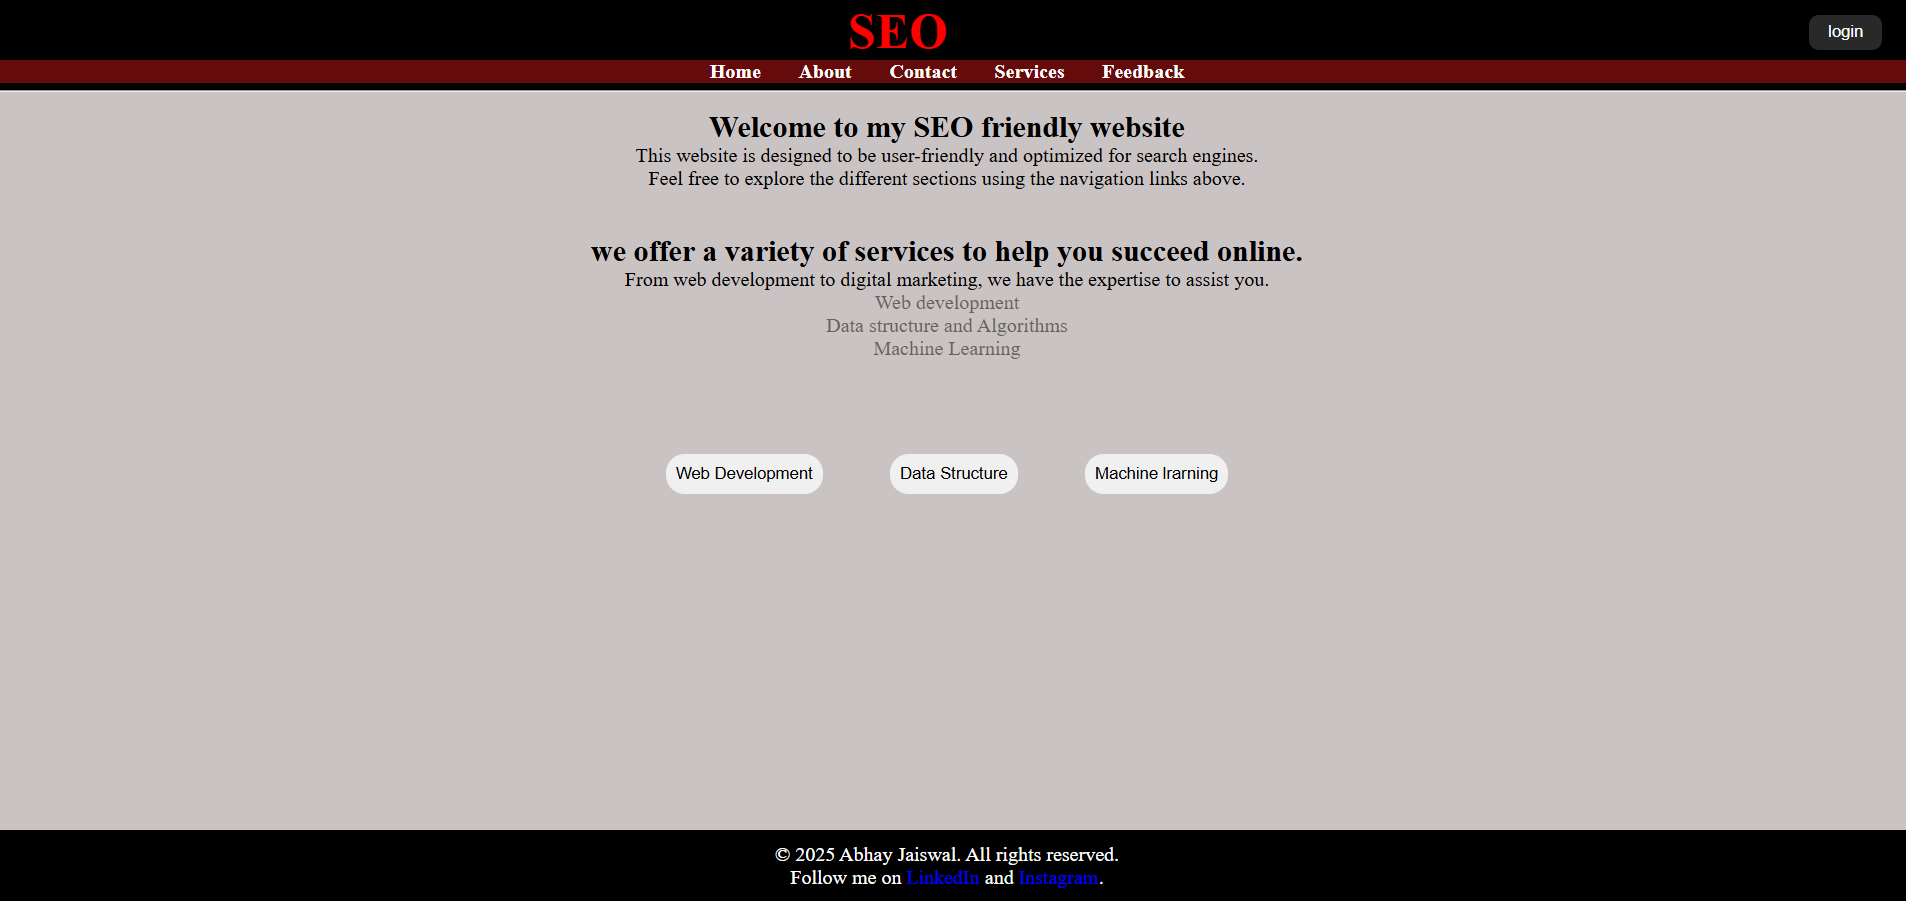 SEO
login
Home About Contact Services Feedback
Welcome to my SEO friendly website
This website is designed to be user-friendly and optimized for search engines.
Feel free to explore the different sections using the navigation links above.
we offer a variety of services to help you succeed online.
From web development to digital marketing, we have the expertise to assist you.
Web development
Data structure and Algorithms
Machine Learning
Web Development Data Structure Machine lrarning
© 2025 Abhay Jaiswal. All rights reserved.
Follow me on LinkedIn and Instagram.